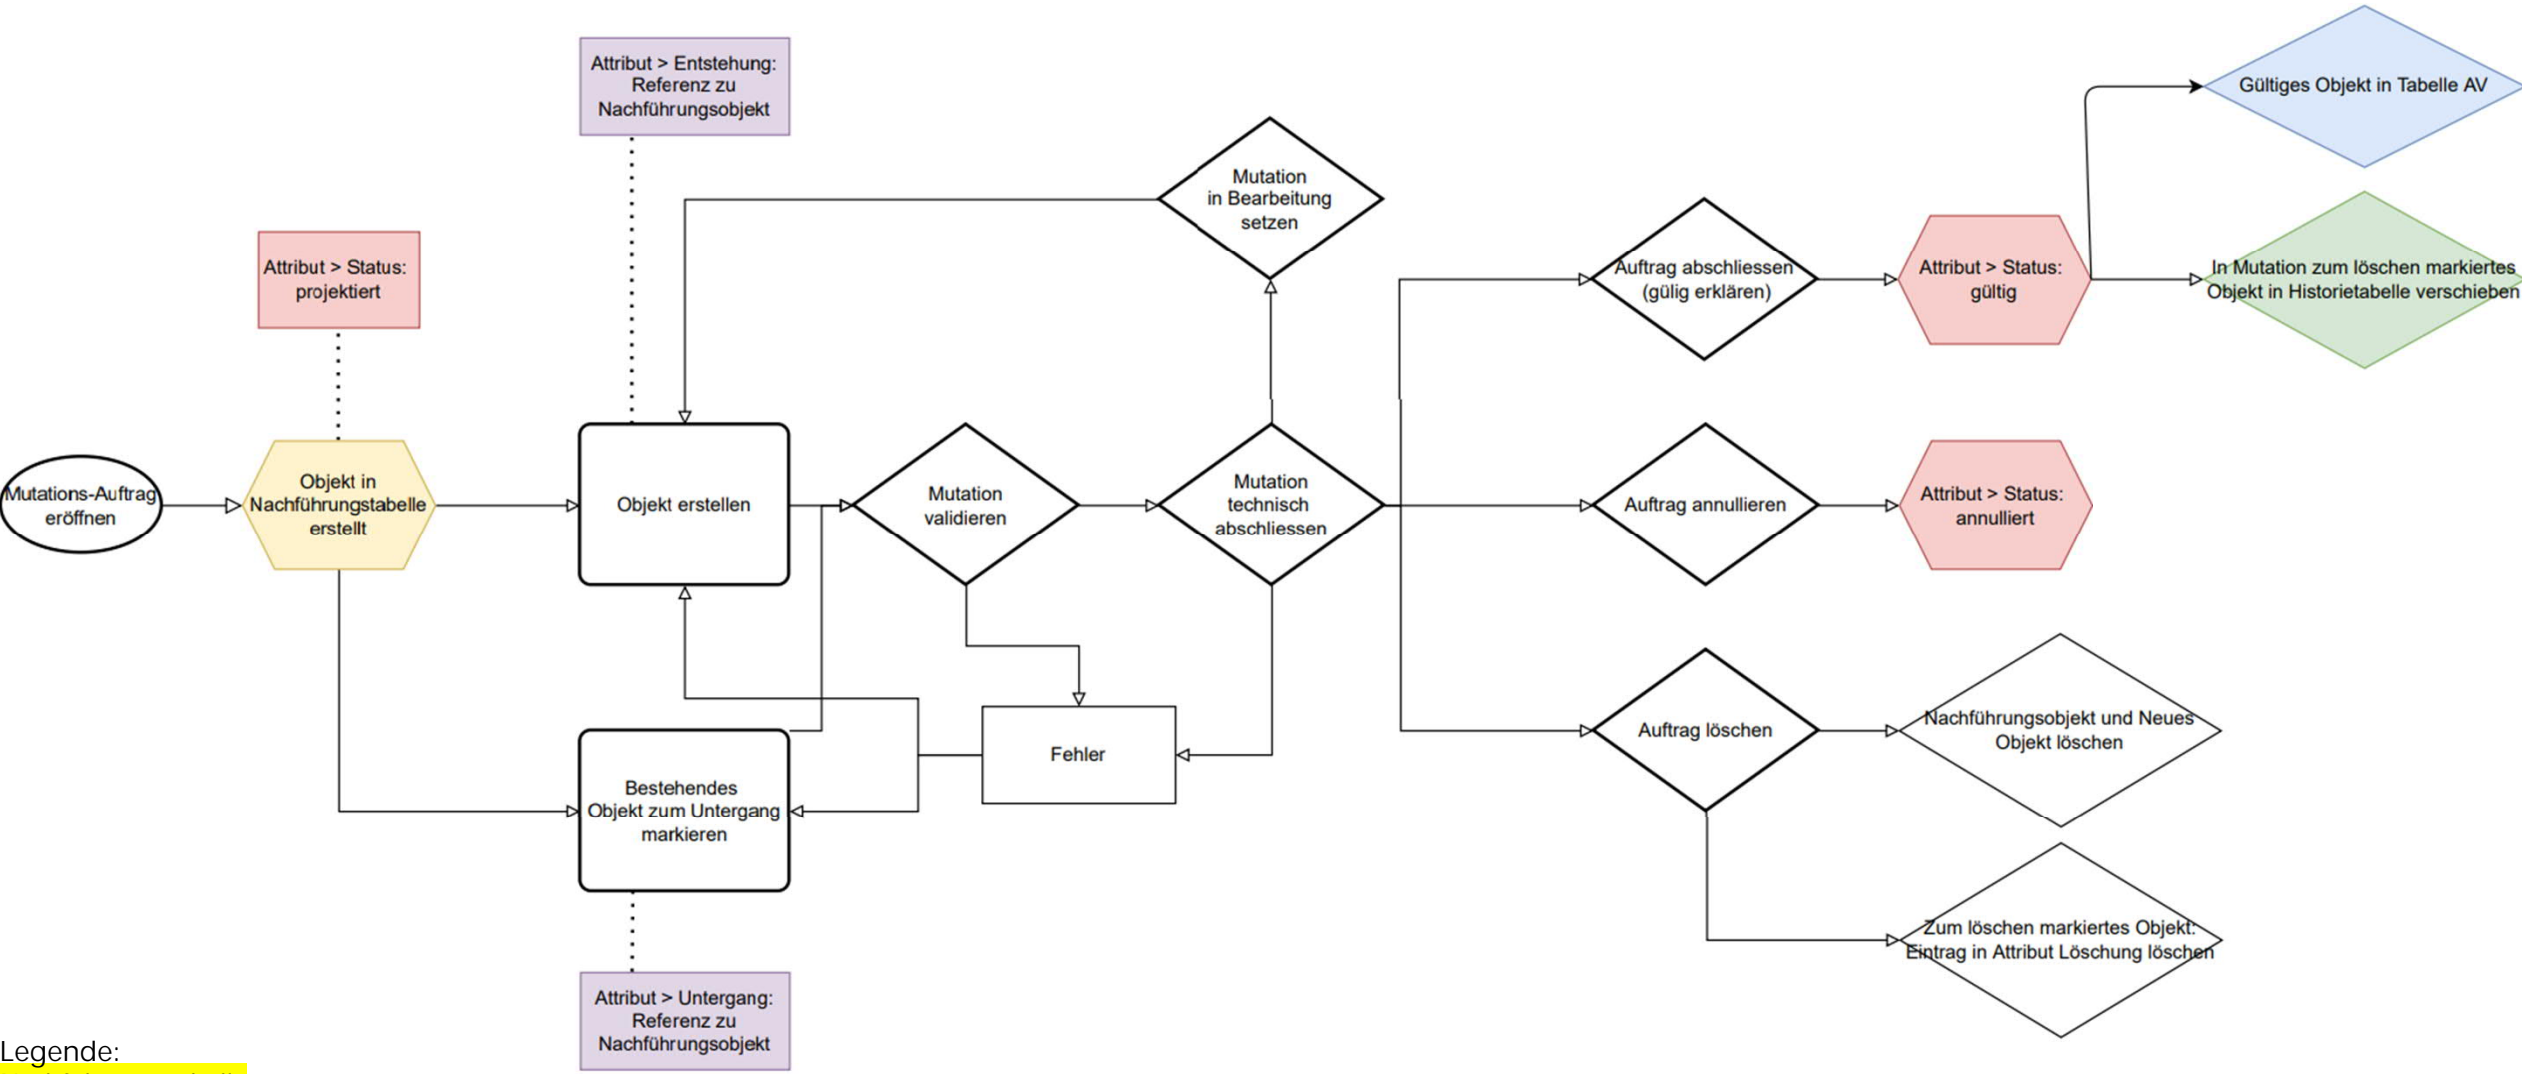 Attribut > Entstehung:
Referenz zu
Nachführungsobjekt
Gültiges Objekt in Tabelle AV
Mutation
in Bearbeitung
setzen
Attribut > Status:
projektiert
Auftrag abschliessen
(gülig erklären)
Attribut > Status:
gültig
In Mutation zum löschen markiertes
Objekt in Historietabelle verschieben
Mutations-Auftrag
eröffnen
Objekt in
Nachführungstabelle
erstellt
Objekt erstellen
Mutation
validieren
Mutation
technisch
abschliessen
Auftrag annullieren
Attribut > Status:
annulliert
Fehler
Auftrag löschen
Nachführungsobjekt und Neues
Objekt löschen
Bestehendes
Objekt zum Untergang
markieren
Zum löschen markiertes Objekt:
Eintrag in Attribut Löschung löschen
Attribut > Untergang:
Referenz zu
Nachführungsobjekt
Legende: